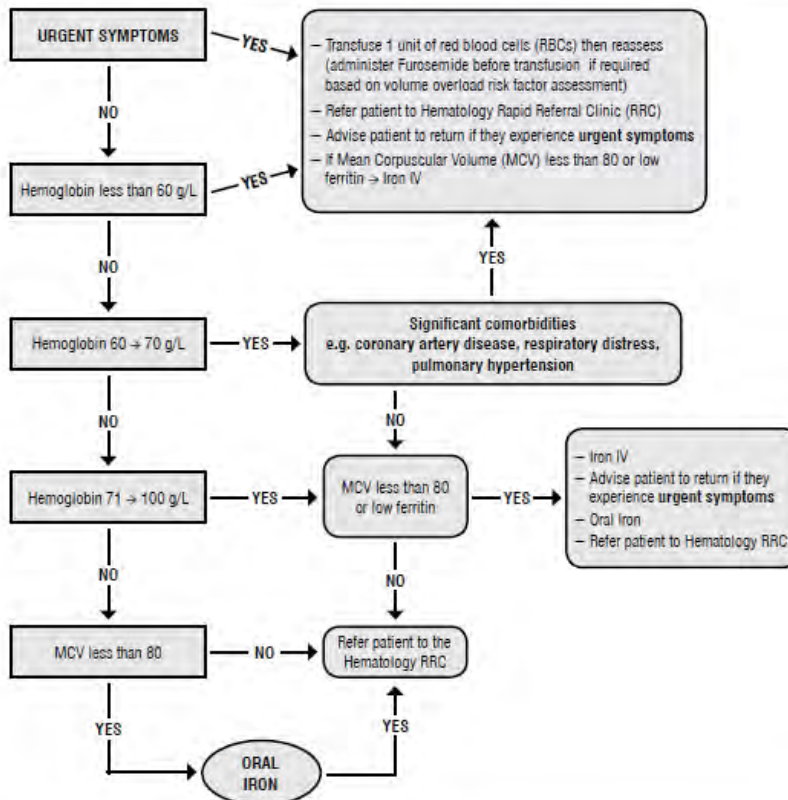 URGENT SYMPTOMS
YES
– Transfuse 1 unit of red blood cells (RBCs) then reassess
(administer Furosemide before transfusion if required
based on volume overload risk factor assessment)
– Refer patient to Hematology Rapid Referral Clinic (RRC)
– Advise patient to return if they experience urgent symptoms
– If Mean Corpuscular Volume (MCV) less than 80 or low
ferritin → Iron IV
NO
Hemoglobin less than 60 g/L
YES
NO
YES
Hemoglobin 60 → 70 g/L
YES
Significant comorbidities
e.g. coronary artery disease, respiratory distress,
pulmonary hypertension
NO
NO
Hemoglobin 71 → 100 g/L
YES
MCV less than 80
or low ferritin
YES
– Iron IV
– Advise patient to return if they
experience urgent symptoms
– Oral Iron
– Refer patient to Hematology RRC
NO
NO
MCV less than 80
NO
Refer patient to the
Hematology RRC
YES
YES
ORAL
IRON